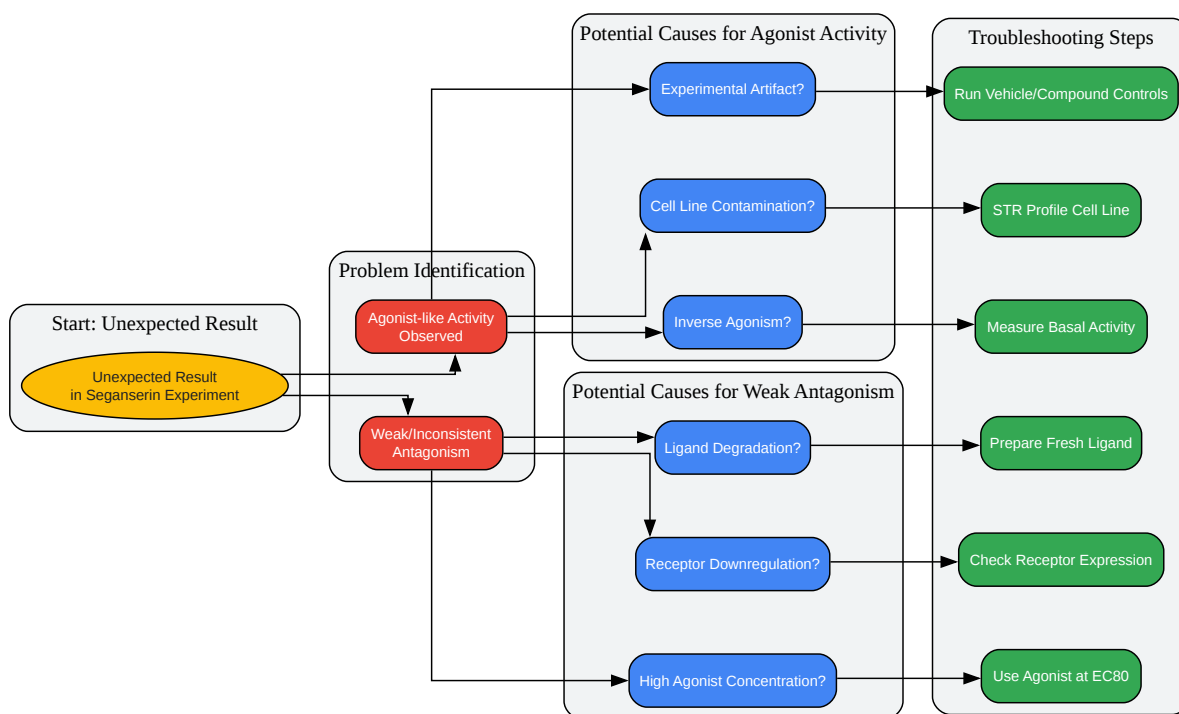 Start: Unexpected Result
Unexpected Result
in Seganserin Experiment
Problem Identification
Agonist-like Activity
Observed
Weak/Inconsistent
Antagonism
Potential Causes for Agonist Activity
Experimental Artifact?
Cell Line Contamination?
Inverse Agonism?
Potential Causes for Weak Antagonism
Ligand Degradation?
Receptor Downregulation?
High Agonist Concentration?
Troubleshooting Steps
Run Vehicle/Compound Controls
STR Profile Cell Line
Measure Basal Activity
Prepare Fresh Ligand
Check Receptor Expression
Use Agonist at EC80